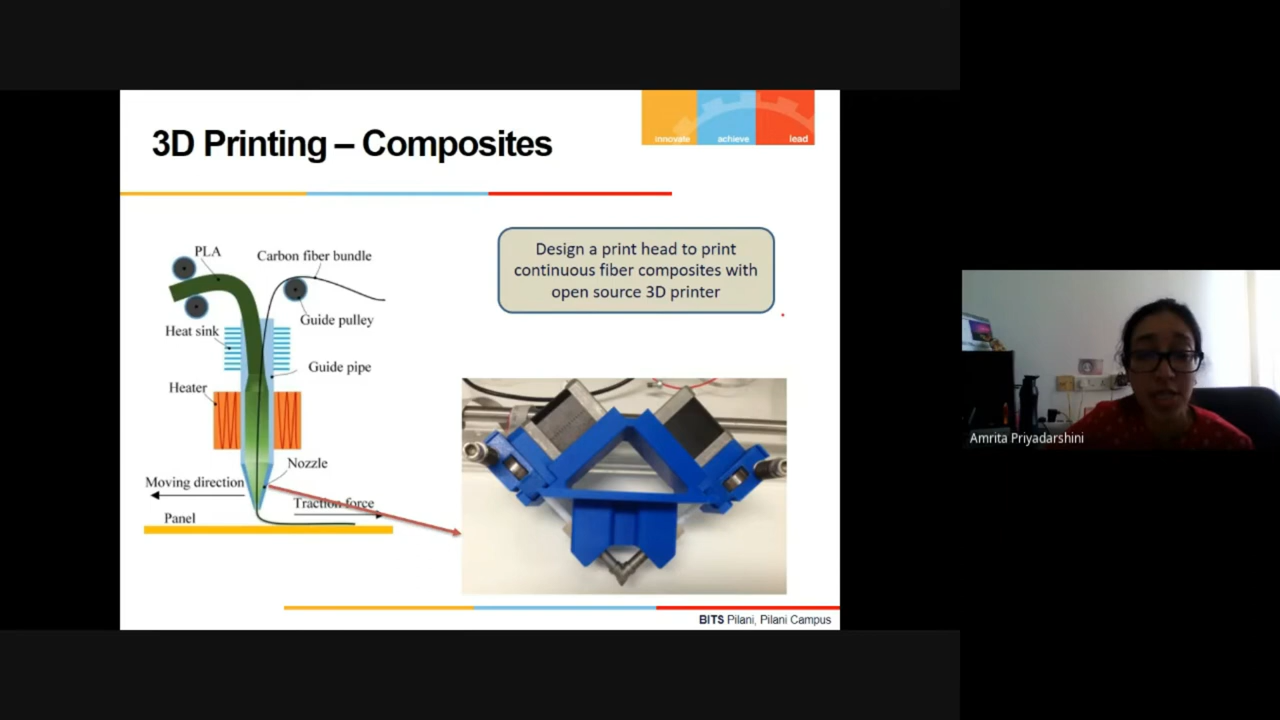 innovate achieve lead
3D Printing – Composites
Design a print head to print
continuous fiber composites with
open source 3D printer
PLA
Carbon fiber bundle
Guide pulley
Heat sink
Guide pipe
Heater
Nozzle
Moving direction
Traction force
Panel
BITS Pilani, Pilani Campus
Amrita Priyadarshini